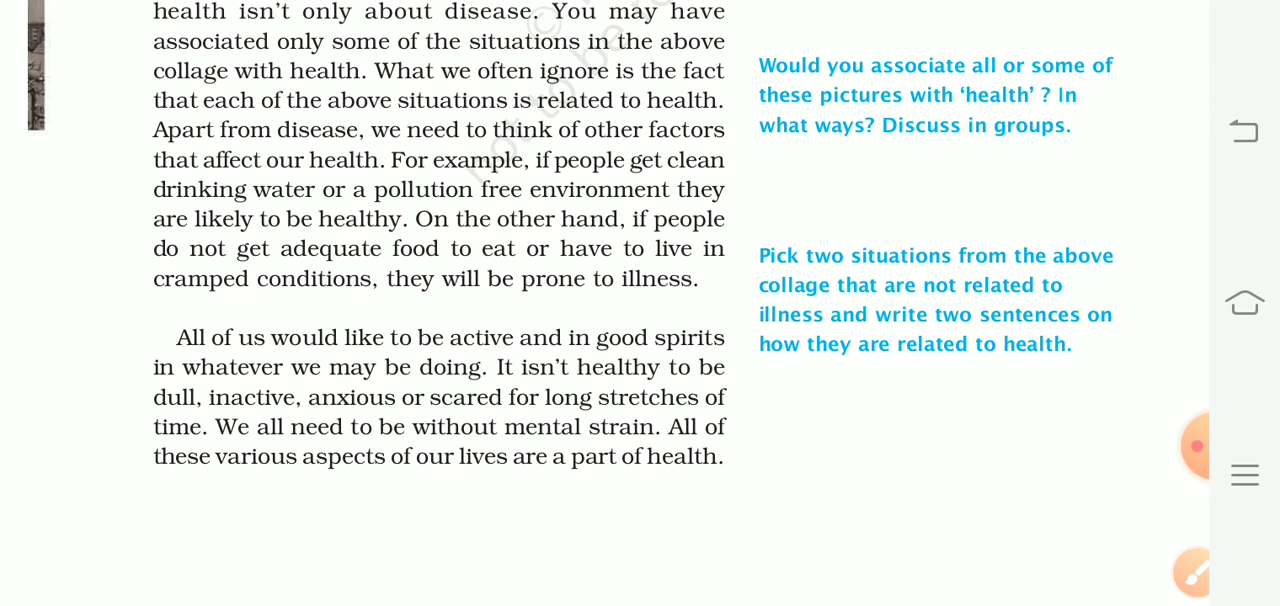 health isn't only about disease. You may have
associated only some of the situations in the above
collage with health. What we often ignore is the fact
that each of the above situations is related to health.
Apart from disease, we need to think of other factors
that affect our health. For example, if people get clean
drinking water or a pollution free environment they
are likely to be healthy. On the other hand, if people
do not get adequate food to eat or have to live in
cramped conditions, they will be prone to illness.
All of us would like to be active and in good spirits
in whatever we may be doing. It isn't healthy to be
dull, inactive, anxious or scared for long stretches of
time. We all need to be without mental strain. All of
these various aspects of our lives are a part of health.
Would you associate all or some of
these pictures with 'health' ? In
what ways? Discuss in groups.
Pick two situations from the above
collage that are not related to
illness and write two sentences on
how they are related to health.
©
not to be